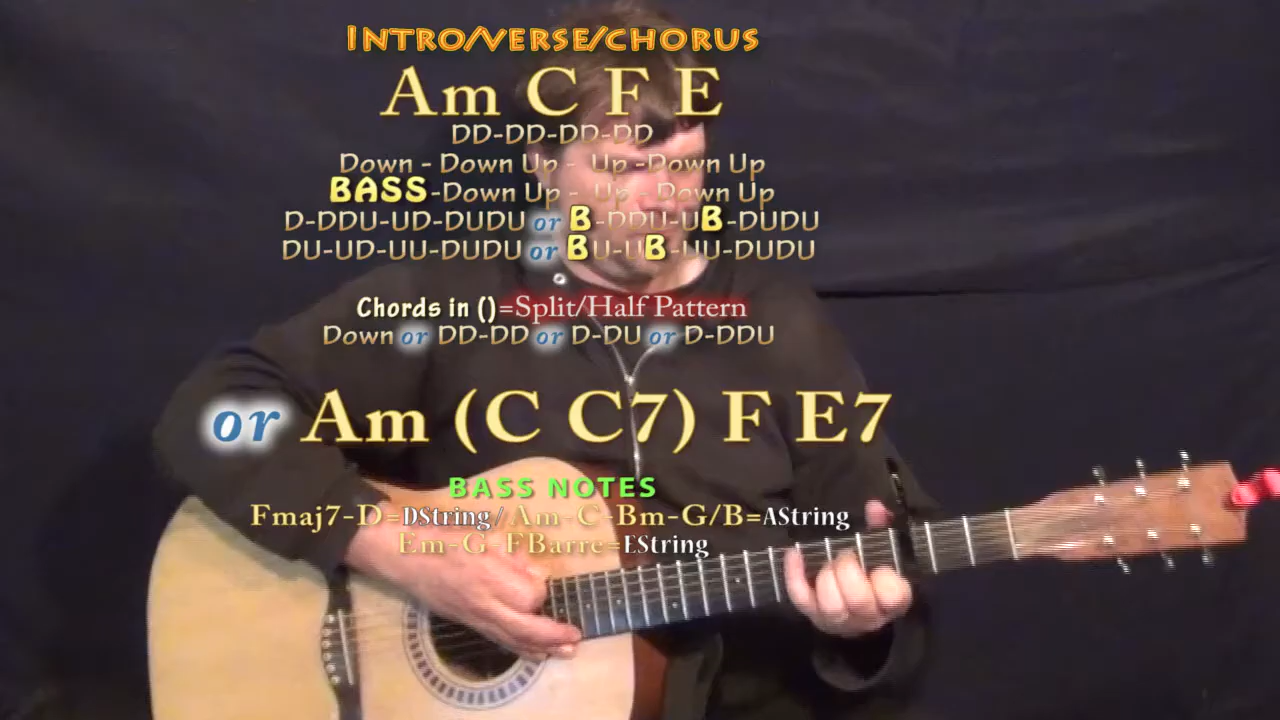 INTRO/VERSE/CHORUS
Am C F E
DD-DD-DD-DD
Down - Down Up - Up -Down Up
BASS-Down Up - Up - Down Up
D-DDU-UD-DUDU or B-DDU-UB-DUDU
DU-UD-UU-DUDU or BU-UB-UU-DUDU
Chords in ()=Split/Half Pattern
Down or DD-DD or D-DU or D-DDU
or Am (C C7) F E7
BASS NOTES
Fmaj7-D=DString/Am-C-Bm-G/B=AString
Em-G-FBarre=EString